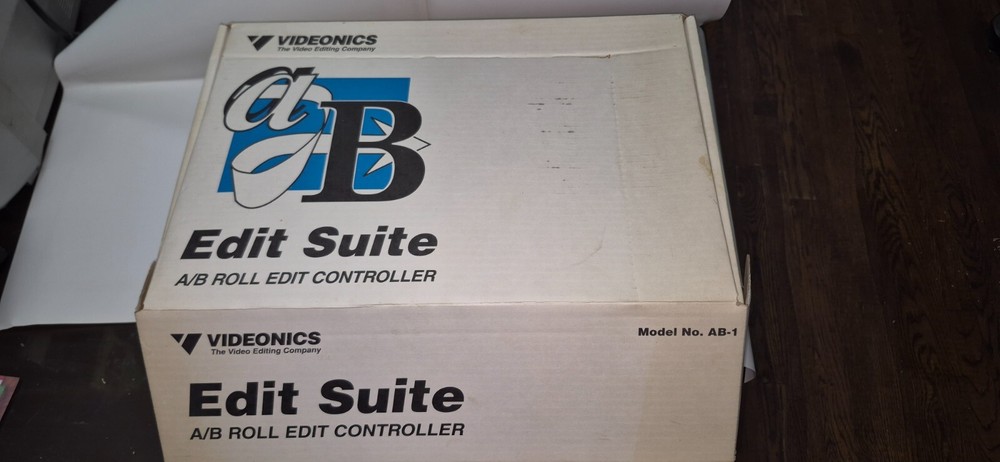 VIDEONICS
The Video Editing Company
a
B
Edit Suite
A/B ROLL EDIT CONTROLLER
VIDEONICS
The Video Editing Company
Model No. AB-1
Edit Suite
A/B ROLL EDIT CONTROLLER